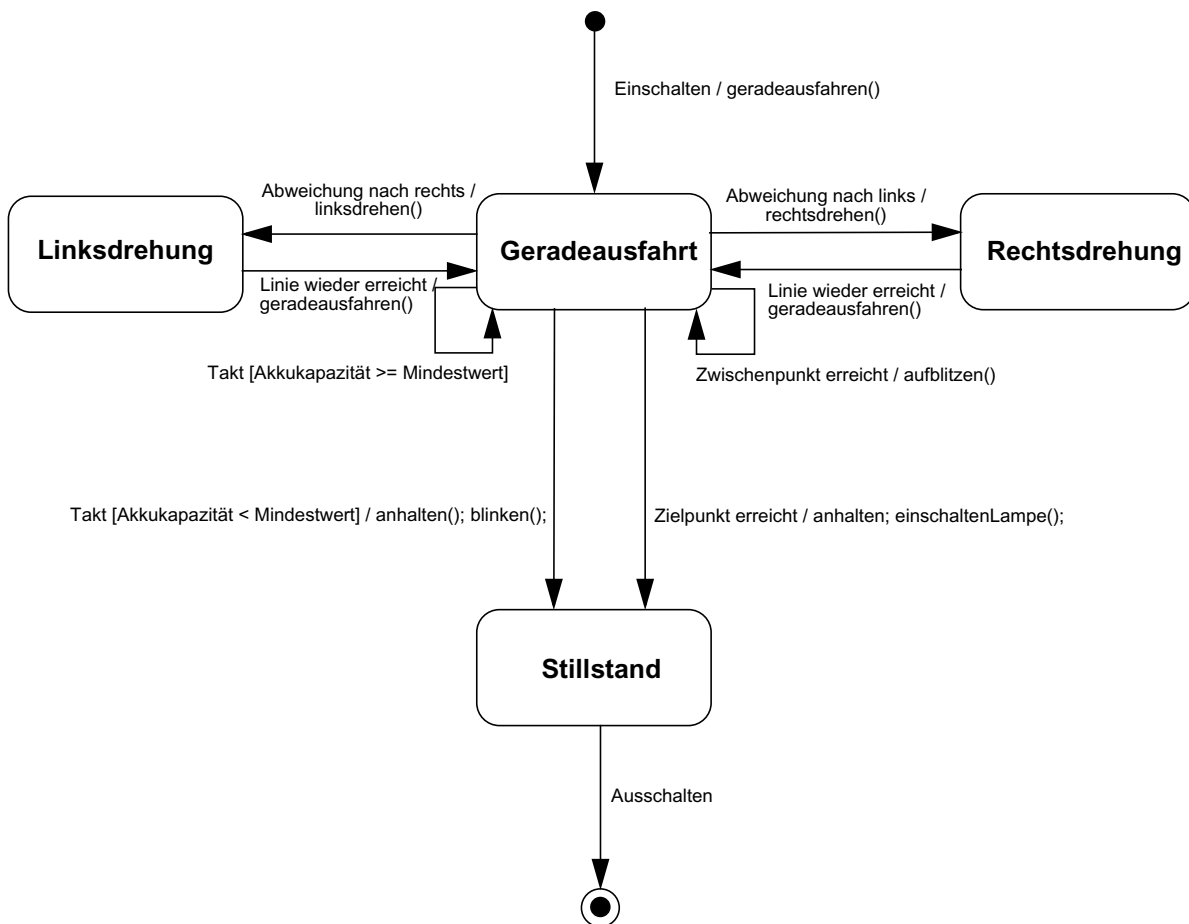 Einschalten / geradeausfahren()
Abweichung nach rechts /
linksdrehen()
Abweichung nach links /
rechtsdrehen()
Linksdrehung
Geradeausfahrt
Rechtsdrehung
Linie wieder erreicht /
geradeausfahren()
Linie wieder erreicht /
geradeausfahren()
Takt [Akkukapazität >= Mindestwert]
Zwischenpunkt erreicht / aufblitzen()
Takt [Akkukapazität < Mindestwert] / anhalten(); blinken();
Zielpunkt erreicht / anhalten; einschaltenLampe();
Stillstand
Ausschalten